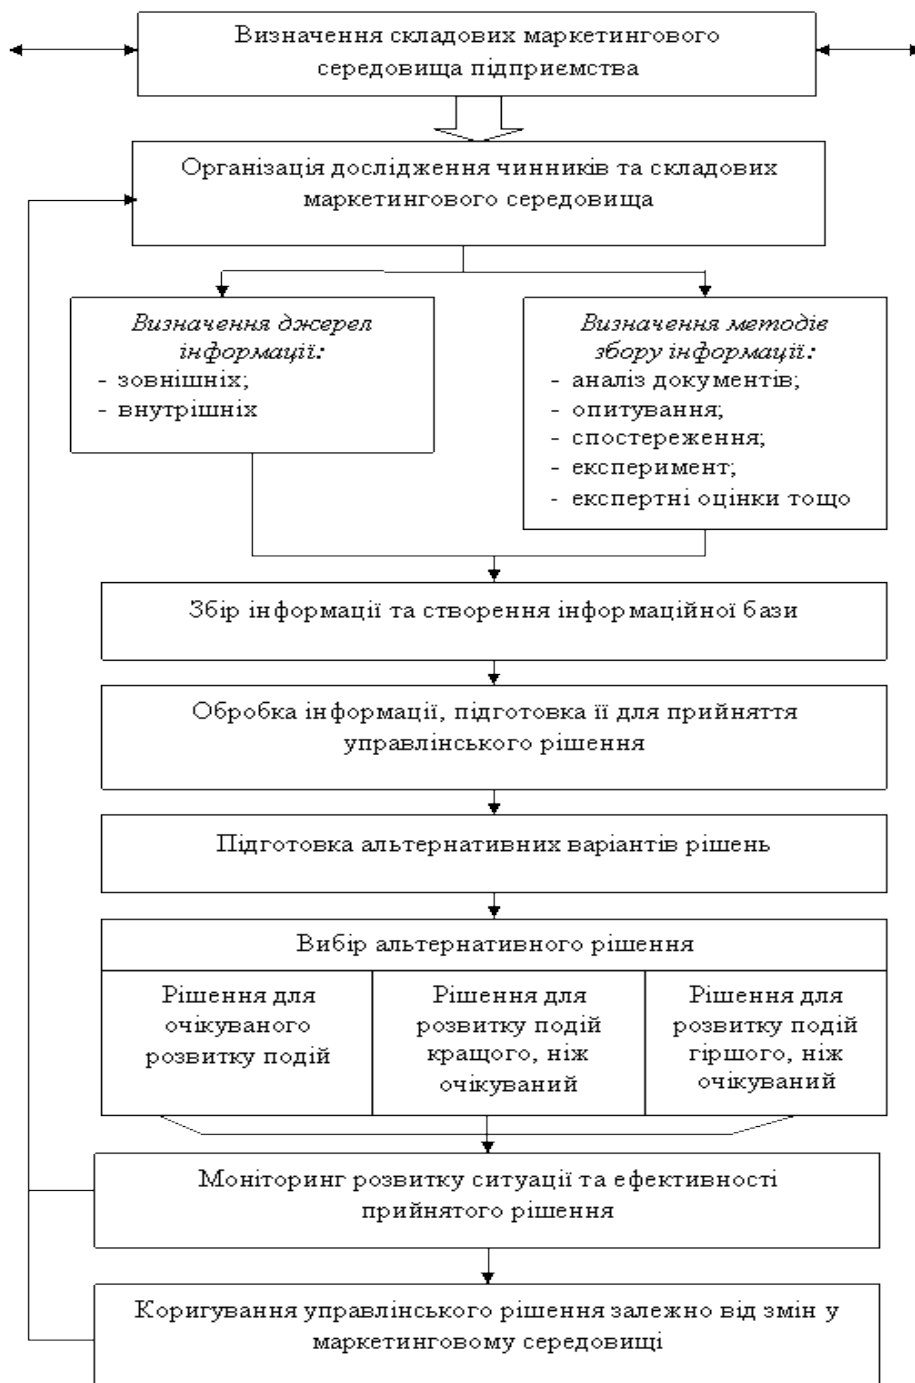 Визначення складових маркетингового
середовища підприємства
Організація дослідження чинників та складових
маркетингового середовища
Визначення джерел
інформації:
- зовнішніх;
- внутрішніх
Визначення методів
збору інформації:
- аналіз документів;
- опитування;
- спостереження;
- експеримент;
- експертні оцінки тощо
Збір інформації та створення інформаційної бази
Обробка інформації, підготовка її для прийняття
управлінського рішення
Підготовка альтернативних варіантів рішень
Вибір альтернативного рішення
Рішення для
очікуваного
розвитку подій
Рішення для
розвитку подій
кращого, ніж
очікуваний
Рішення для
розвитку подій
гіршого, ніж
очікуваний
Моніторинг розвитку ситуації та ефективності
прийнятого рішення
Коригування управлінського рішення залежно від змін у
маркетинговому середовищі